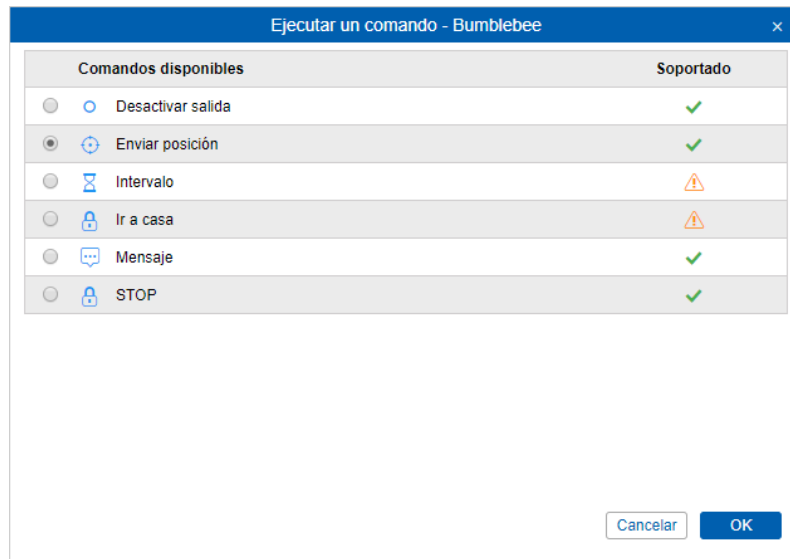 Ejecutar un comando - Bumblebee
Comandos disponibles Soportado
Desactivar salida
Enviar posición
Intervalo
Ir a casa
Mensaje
STOP
Cancelar OK